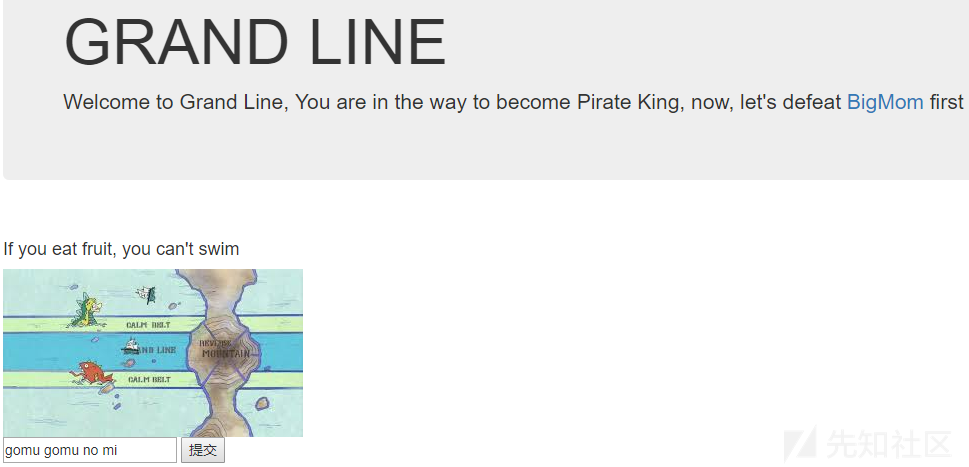 GRAND LINE
Welcome to Grand Line, You are in the way to become Pirate King, now, let's defeat BigMom first
If you eat fruit, you can't swim
CALM BELT
GRAND LINE
REVERSE
MOUNTAIN
CALM BELT
gomu gomu no mi
提交
先知社区